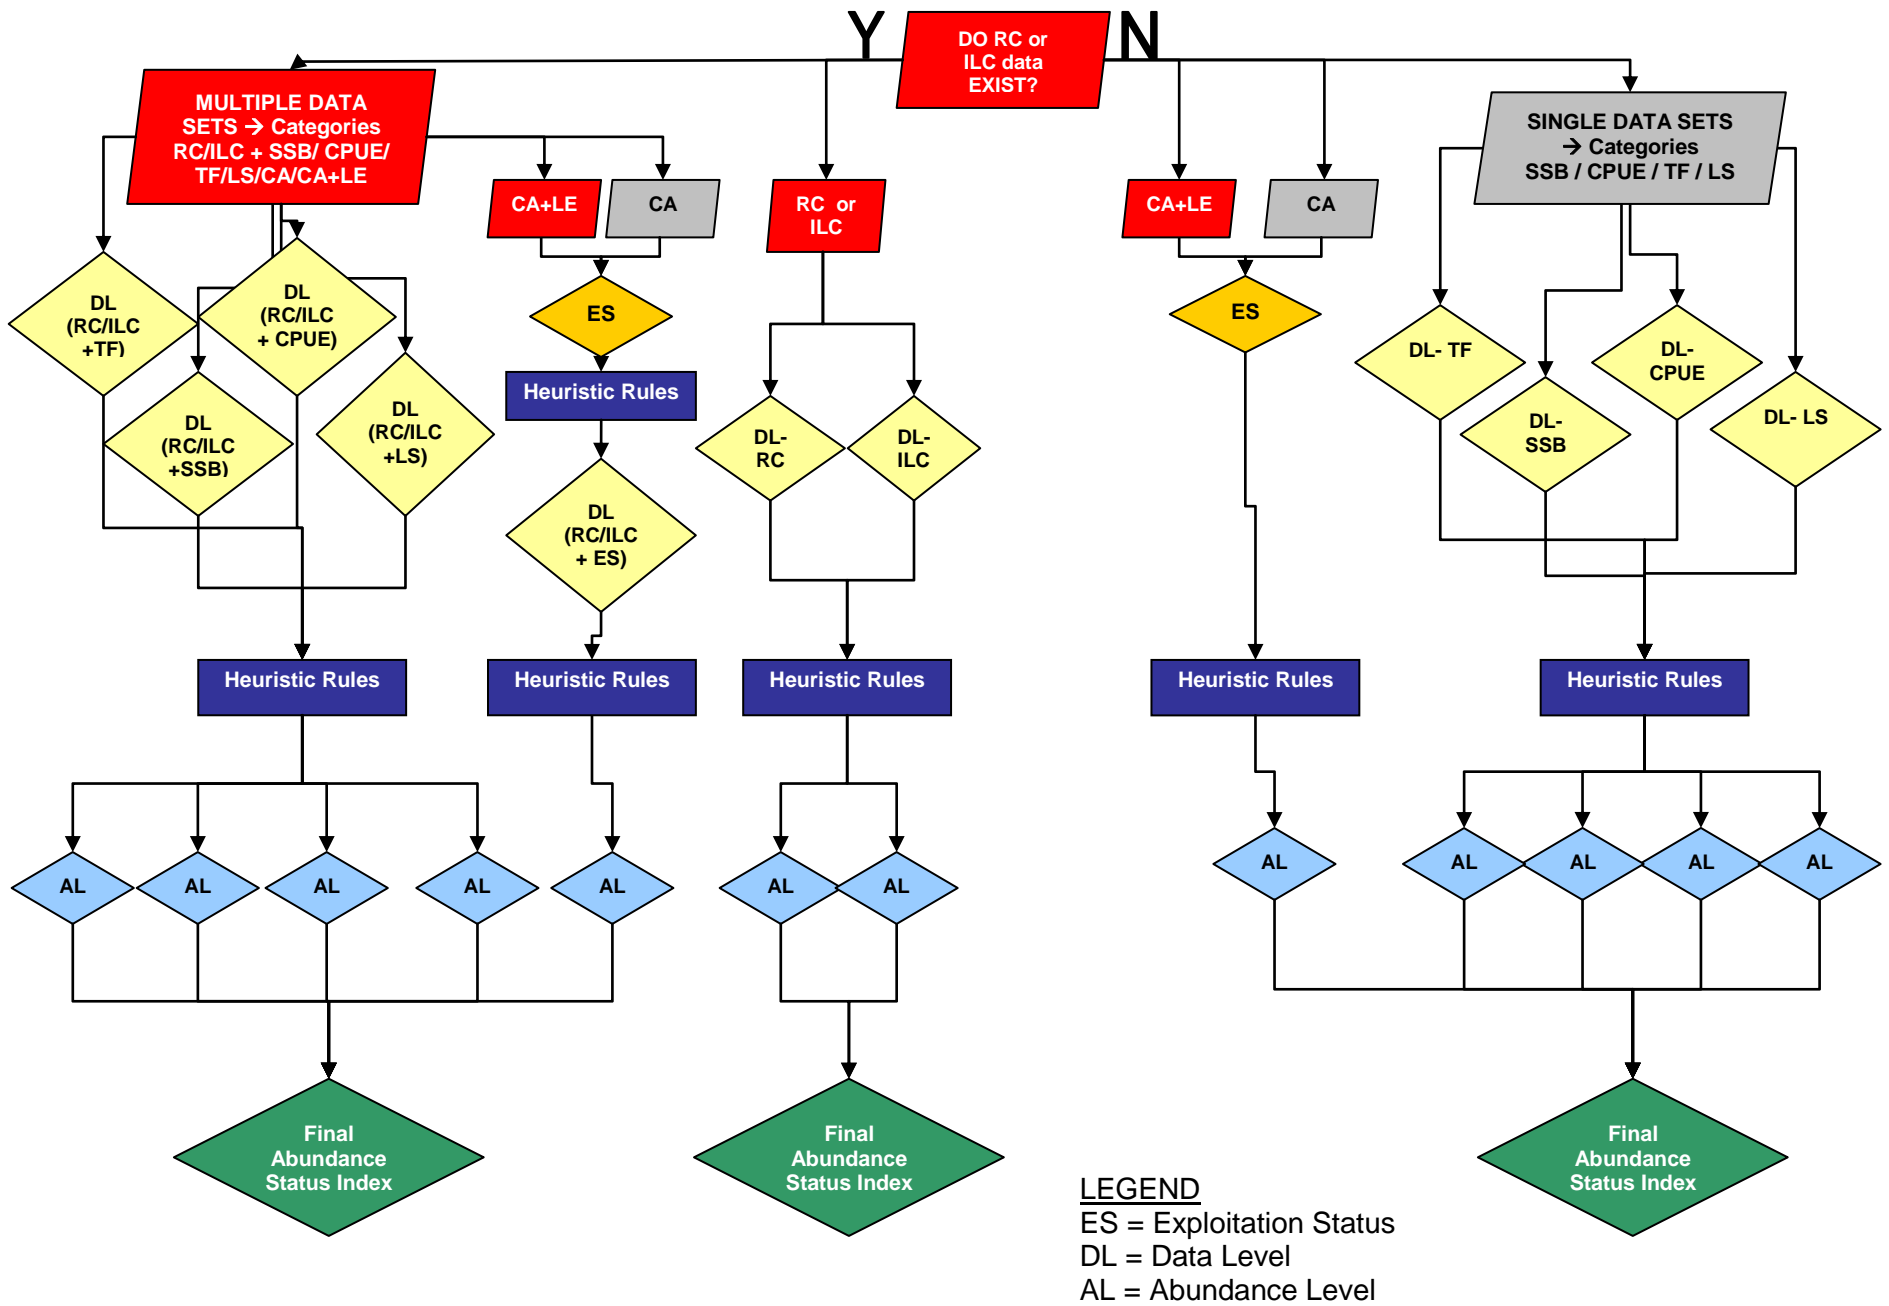 Y
N
DO RC or
ILC data
EXIST?
MULTIPLE DATA
SETS → Categories
RC/ILC + SSB/ CPUE/
TF/LS/CA/CA+LE
SINGLE DATA SETS
→ Categories
SSB / CPUE / TF / LS
CA+LE
CA
RC or
ILC
CA+LE
CA
DL
(RC/ILC
+TF)
DL
(RC/ILC
+ CPUE)
DL
(RC/ILC
+SSB)
DL
(RC/ILC
+LS)
ES
Heuristic Rules
DL
(RC/ILC
+ ES)
DL-
RC
DL-
ILC
ES
DL- TF
DL-
SSB
DL-
CPUE
DL- LS
Heuristic Rules
Heuristic Rules
Heuristic Rules
Heuristic Rules
Heuristic Rules
AL
AL
AL
AL
AL
AL
AL
AL
AL
AL
AL
AL
Final
Abundance
Status Index
Final
Abundance
Status Index
Final
Abundance
Status Index
LEGEND
ES = Exploitation Status
DL = Data Level
AL = Abundance Level